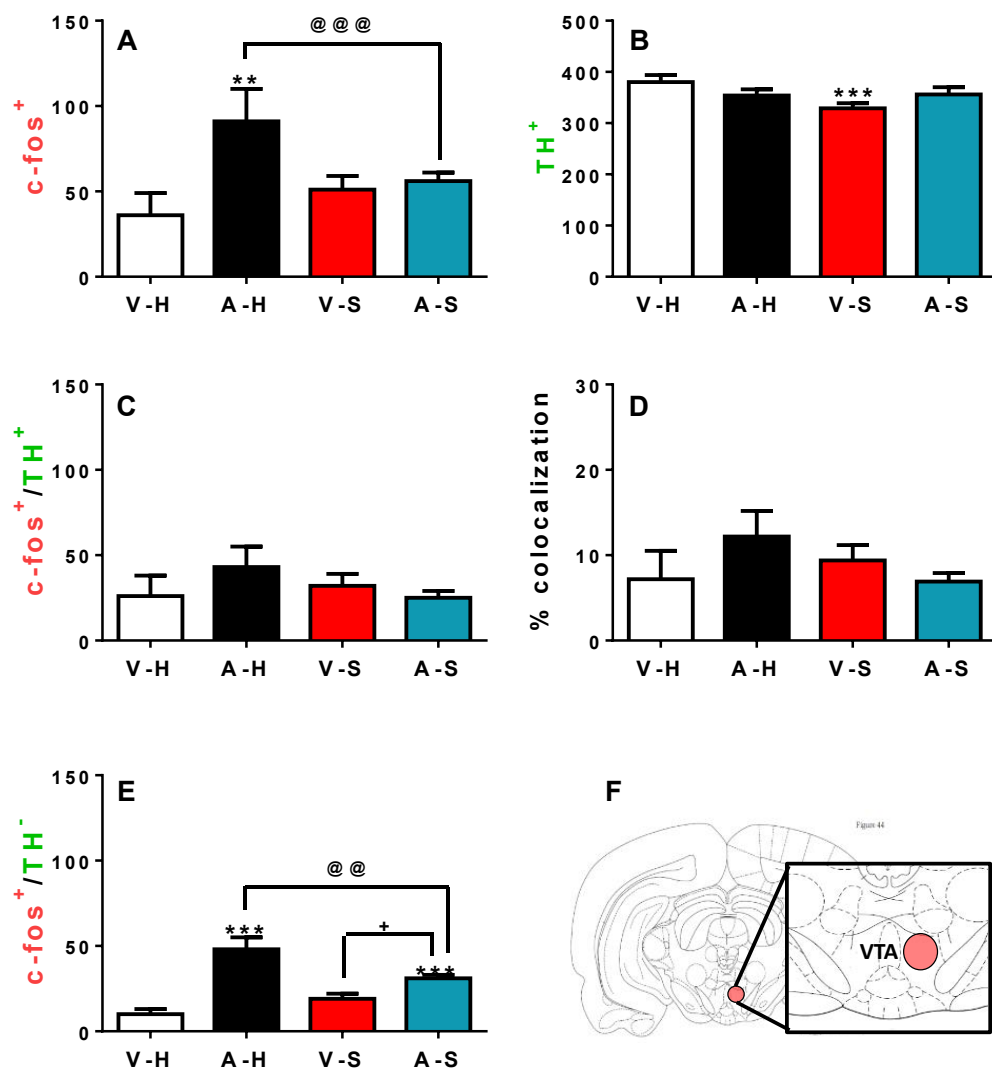 A
c-fos+
150
100
50
0
**
@ @ @
V-H A-H V-S A-S
B
TH+
500
400
300
200
100
0
***
V-H A-H V-S A-S
C
c-fos+/TH+
150
100
50
0
V-H A-H V-S A-S
D
% colocalization
30
20
10
0
V-H A-H V-S A-S
E
c-fos+/TH-
150
100
50
0
***
@ @
+
***
V-H A-H V-S A-S
F
Figure 44
VTA